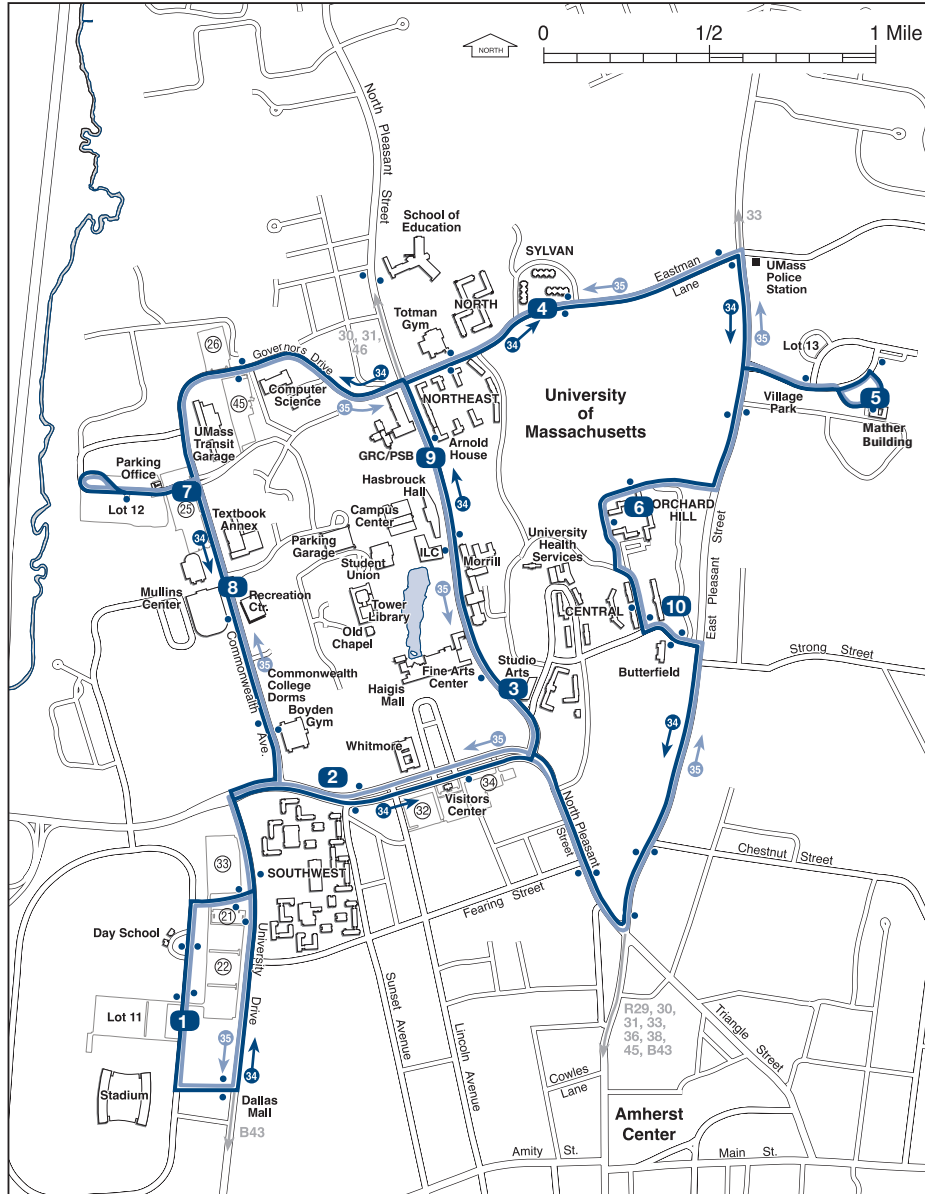 0
1/2
1 Mile
NORTH
North Pleasant Street
33
School of
Education
SYLVAN
Eastman
Lane
35
UMass
Police
Station
NORTH
4
34
34
35
Totman
Gym
30, 31,
46
26
Governors Drive
34
Lot 13
Computer
Science
45
35
NORTHEAST
University
of
Massachusetts
Village
Park
5
Mather
Building
UMass
Transit
Garage
GRC/PSB
9
Arnold
House
Parking
Office
7
Lot 12
25
Hasbrouck
Hall
34
6
ORCHARD
HILL
Textbook
Annex
Campus
Center
34
Parking
Garage
ILC
University
Health
Services
Student
Union
Morrill
East Pleasant Street
Mullins
Center
8
Recreation
Ctr.
35
Tower
Library
CENTRAL
10
Old
Chapel
Commonwealth
Ave.
35
Commonwealth
College
Dorms
Fine Arts
Center
Studio
Arts
3
Butterfield
Strong Street
Haigis
Mall
Boyden
Gym
Whitmore
35
34
35
2
34
32
34
Visitors
Center
North Pleasant
Street
33
SOUTHWEST
Chestnut Street
Fearing Street
21
Day School
22
University Drive
Sunset Avenue
Lincoln Avenue
Lot 11
1
R29, 30,
31, 33,
36, 38,
45, B43
Triangle Street
35
34
Cowles
Lane
Stadium
Dallas
Mall
Amherst
Center
B43
Amity St.
Main St.